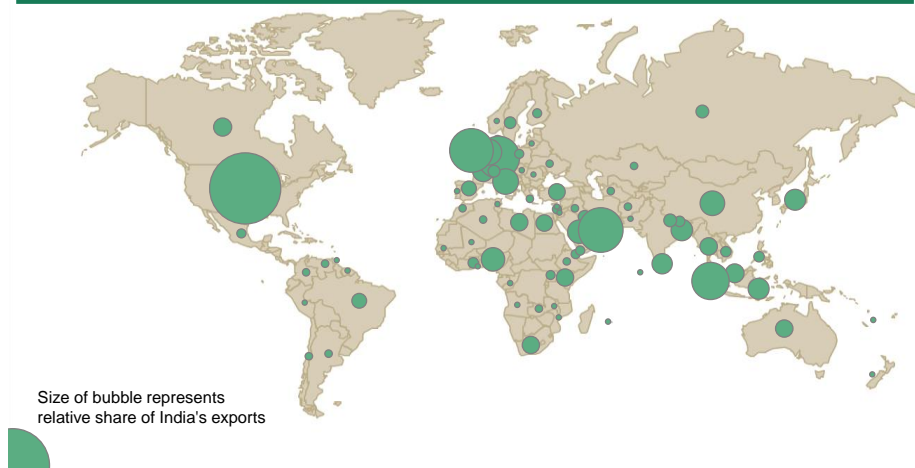 Size of bubble represents
relative share of India's exports